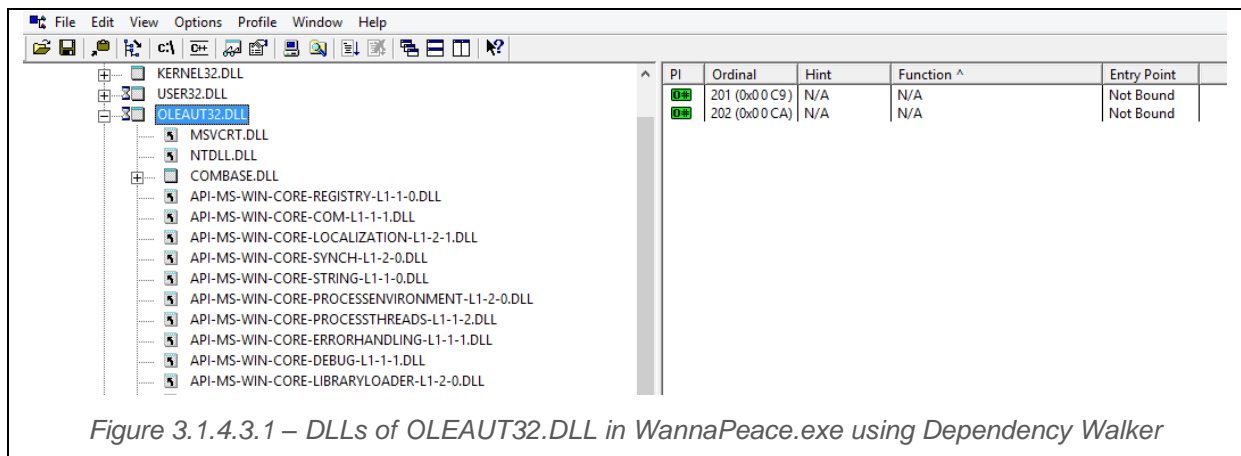 File Edit View Options Profile Window Help
c:\ C++
KERNEL32.DLL
USER32.DLL
OLEAUT32.DLL
MSVCRT.DLL
NTDLL.DLL
COMBASE.DLL
API-MS-WIN-CORE-REGISTRY-L1-1-0.DLL
API-MS-WIN-CORE-COM-L1-1-1.DLL
API-MS-WIN-CORE-LOCALIZATION-L1-2-1.DLL
API-MS-WIN-CORE-SYNCH-L1-2-0.DLL
API-MS-WIN-CORE-STRING-L1-1-0.DLL
API-MS-WIN-CORE-PROCESSENVIRONMENT-L1-2-0.DLL
API-MS-WIN-CORE-PROCESSTHREADS-L1-1-2.DLL
API-MS-WIN-CORE-ERRORHANDLING-L1-1-1.DLL
API-MS-WIN-CORE-DEBUG-L1-1-1.DLL
API-MS-WIN-CORE-LIBRARYLOADER-L1-2-0.DLL
PI Ordinal Hint Function ^ Entry Point
O# 201 (0x00C9) N/A N/A Not Bound
O# 202 (0x00CA) N/A N/A Not Bound
Figure 3.1.4.3.1 – DLLs of OLEAUT32.DLL in WannaPeace.exe using Dependency Walker